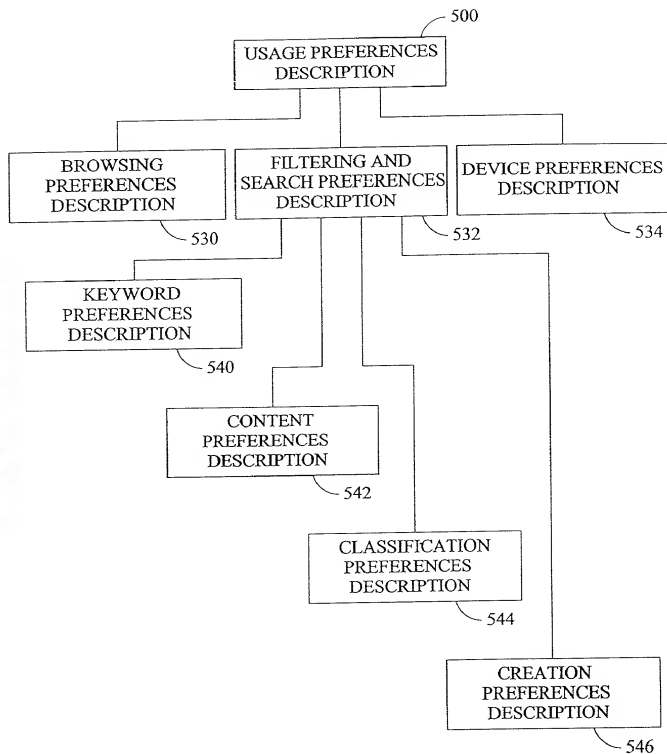 500
USAGE PREFERENCES
DESCRIPTION
BROWSING
PREFERENCES
DESCRIPTION
530
FILTERING AND
SEARCH PREFERENCES
DESCRIPTION
532
DEVICE PREFERENCES
DESCRIPTION
534
KEYWORD
PREFERENCES
DESCRIPTION
540
CONTENT
PREFERENCES
DESCRIPTION
542
CLASSIFICATION
PREFERENCES
DESCRIPTION
544
CREATION
PREFERENCES
DESCRIPTION
546